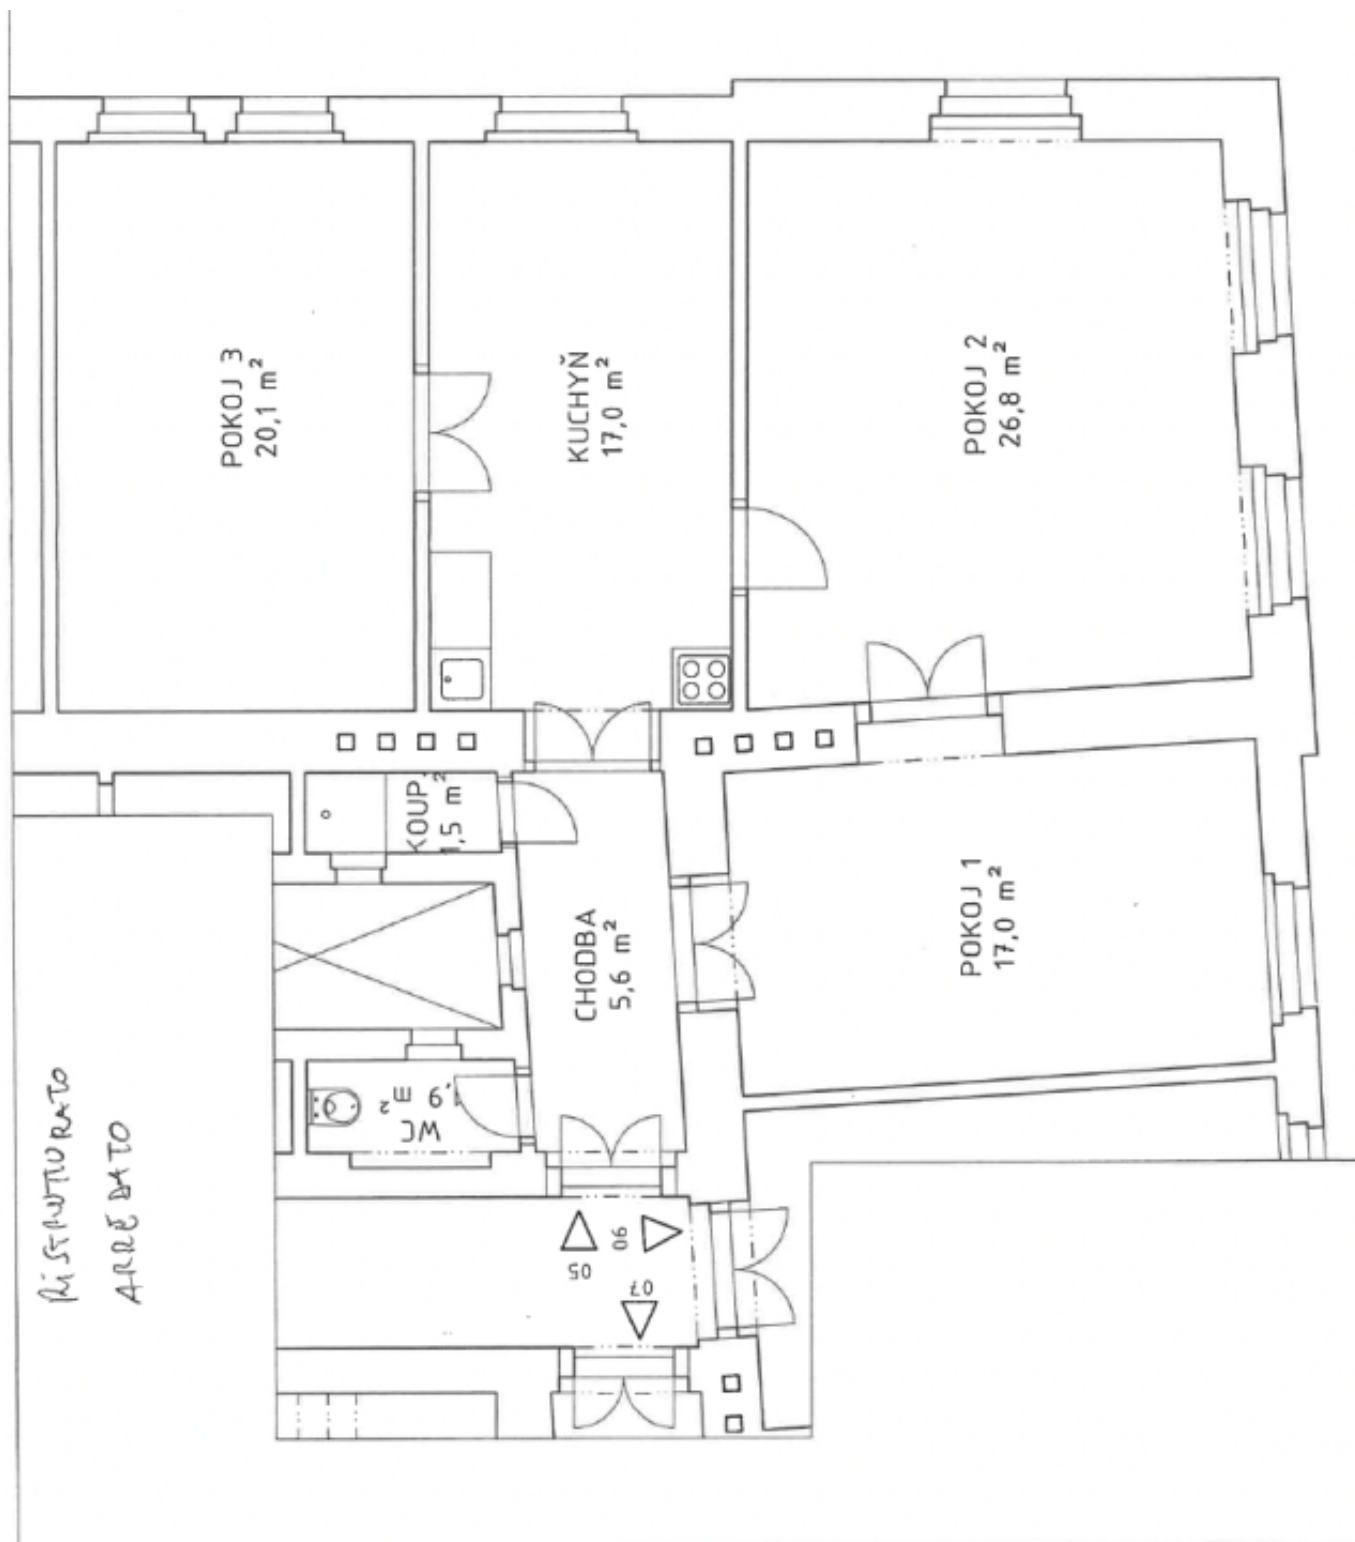 POKOJ 3
20,1 m²
KUCHYŇ
17,0 m²
POKOJ 2
26,8 m²
KOUP.
1,5 m²
CHODBA
5,6 m²
POKOJ 1
17,0 m²
WC
1,9 m²
05
06
07
RISTRUTTURATO
ARREDATO